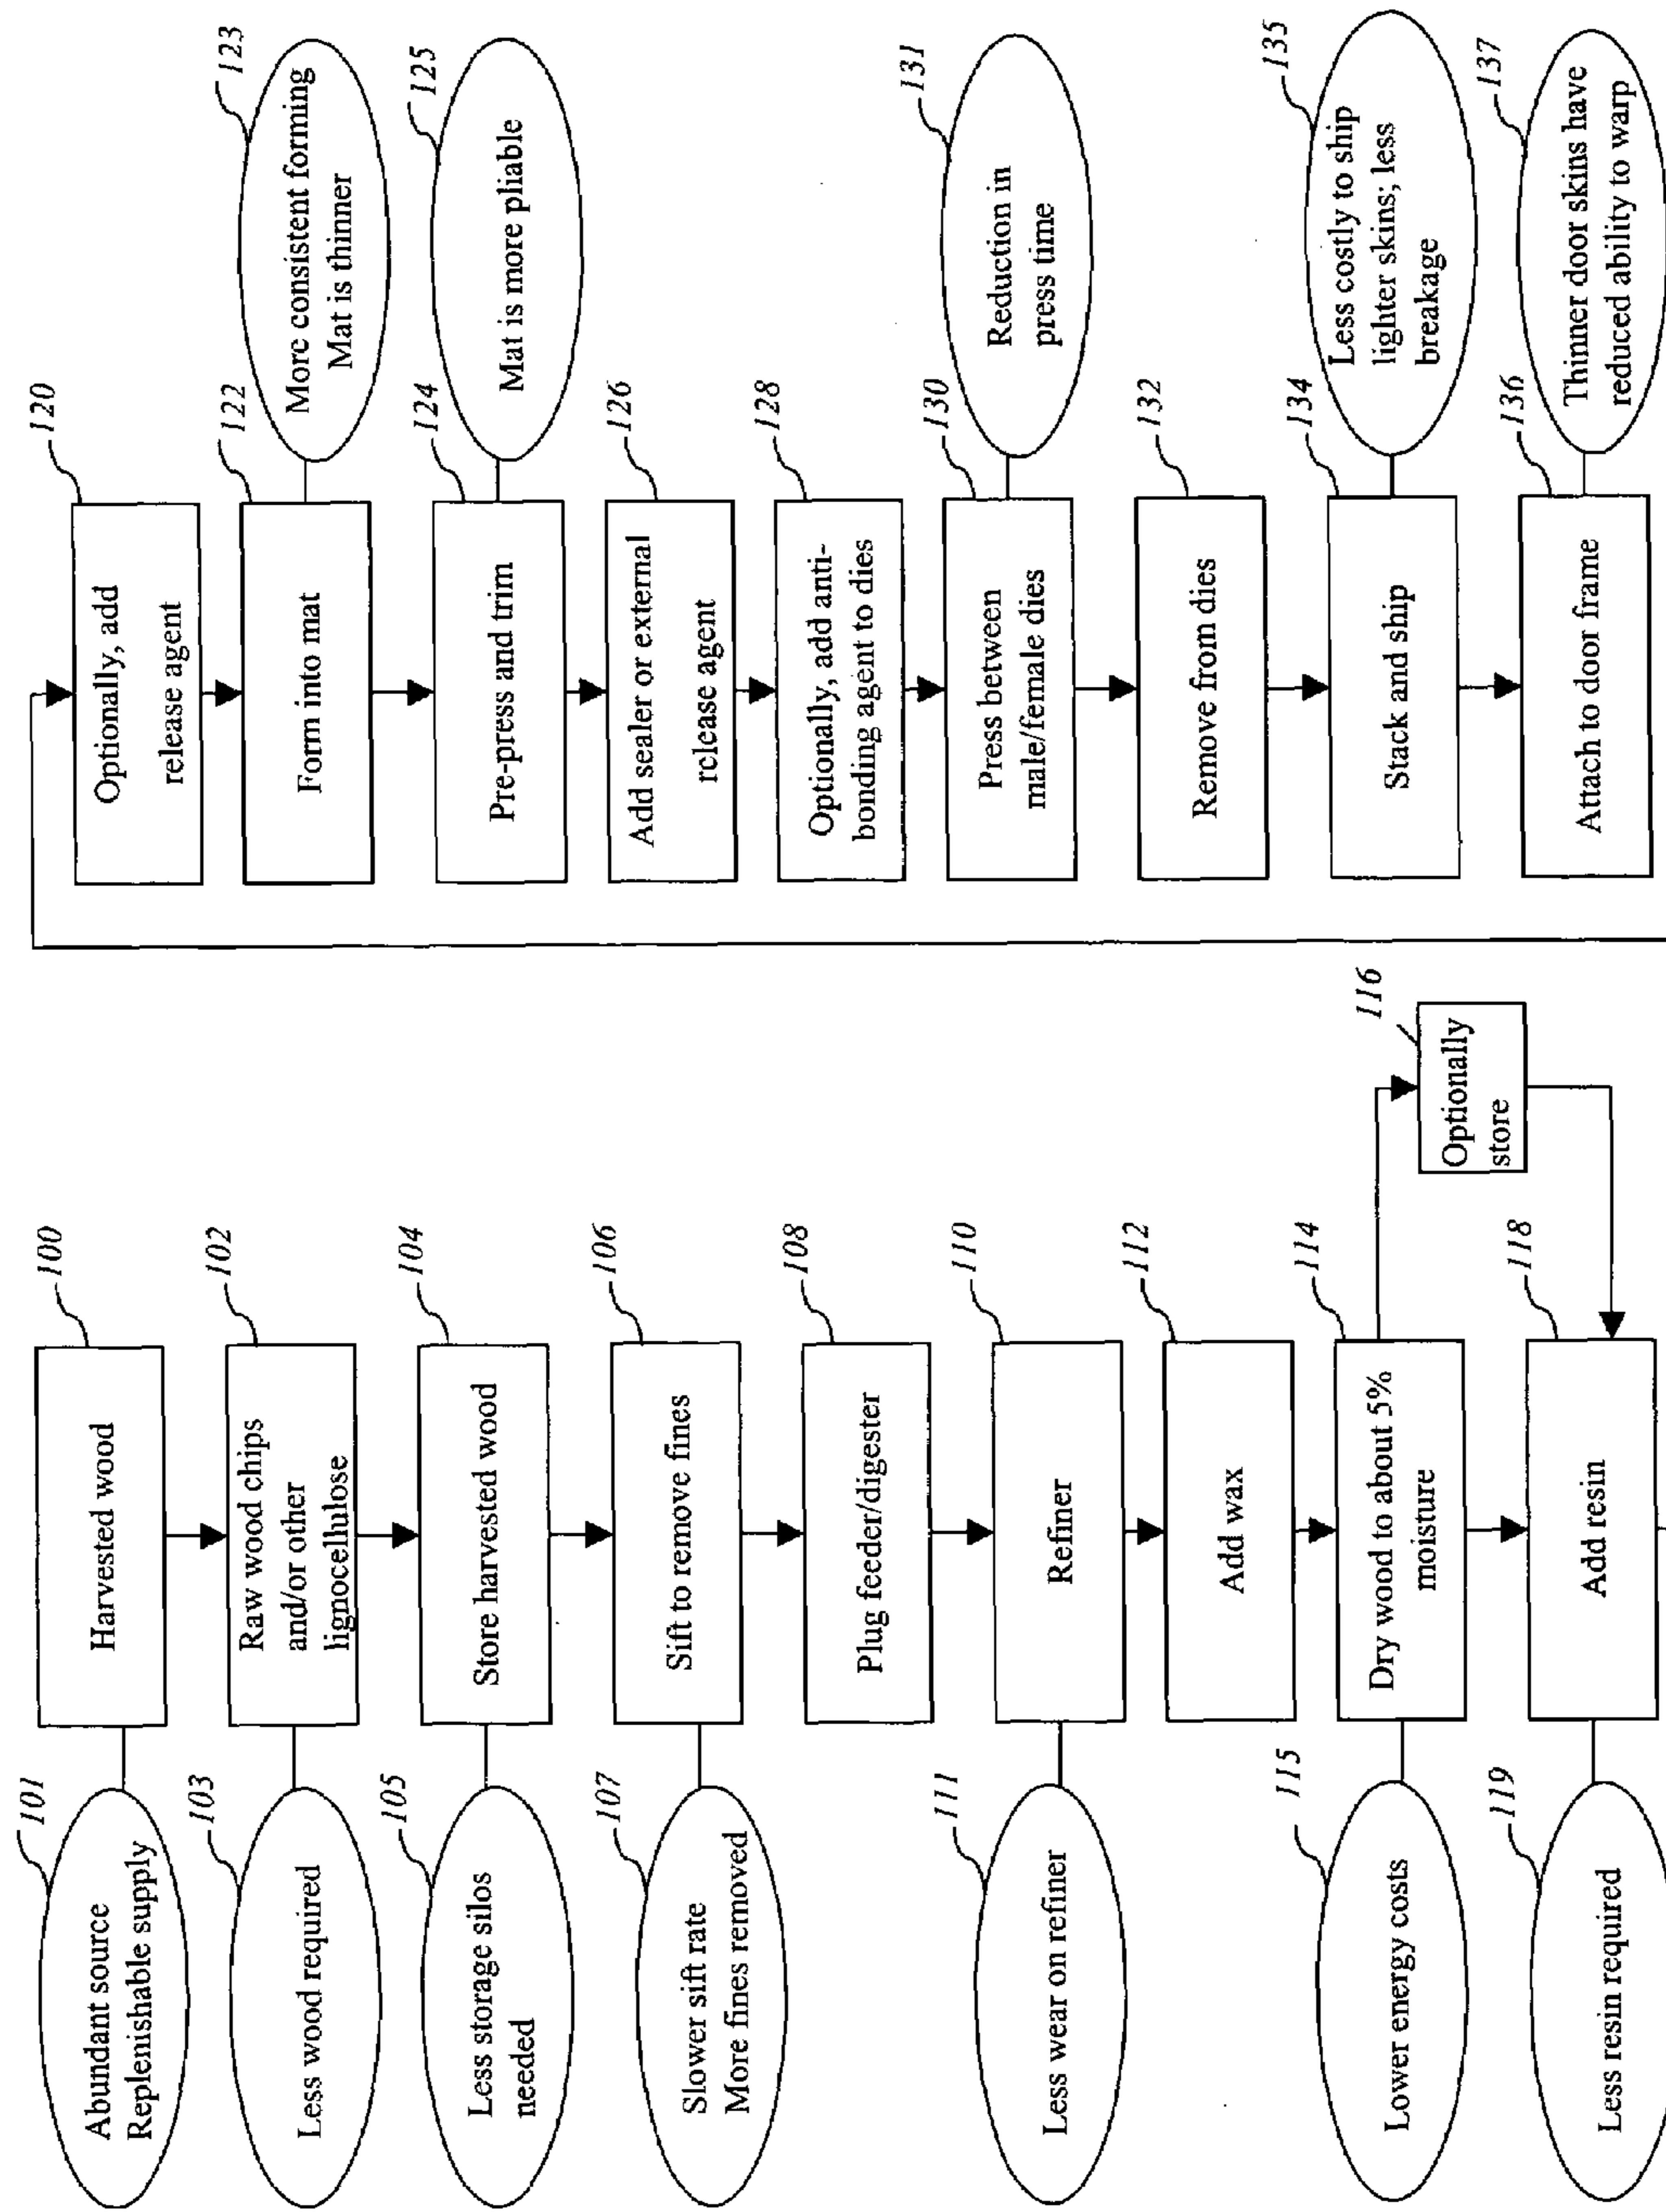 101
Abundant source
Replenishable supply
100
Harvested wood
103
Less wood required
102
Raw wood chips
and/or other
lignocellulose
105
Less storage silos
needed
104
Store harvested wood
107
Slower sift rate
More fines removed
106
Sift to remove fines
108
Plug feeder/digester
111
Less wear on refiner
110
Refiner
112
Add wax
115
Lower energy costs
114
Dry wood to about 5%
moisture
116
Optionally
store
119
Less resin required
118
Add resin
120
Optionally, add
release agent
122
Form into mat
123
More consistent forming
Mat is thinner
124
Pre-press and trim
125
Mat is more pliable
126
Add sealer or external
release agent
128
Optionally, add anti-
bonding agent to dies
130
Press between
male/female dies
131
Reduction in
press time
132
Remove from dies
134
Stack and ship
135
Less costly to ship
lighter skins; less
breakage
136
Attach to door frame
137
Thinner door skins have
reduced ability to warp